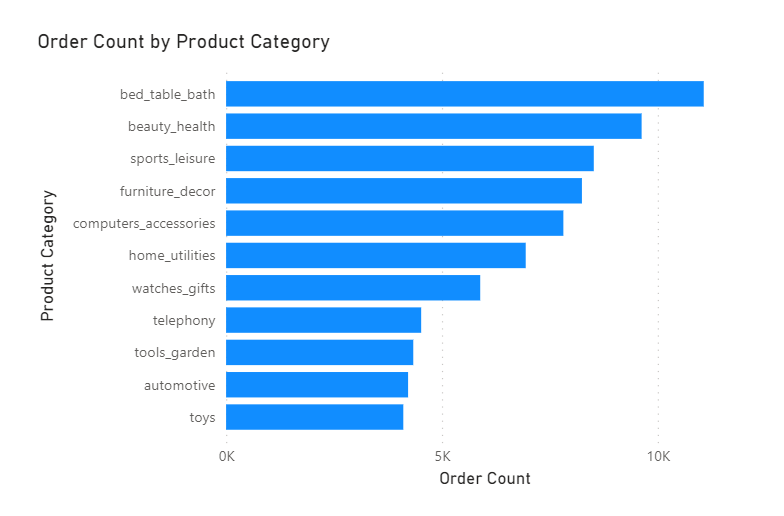 Order Count by Product Category
Product Category
bed_table_bath
beauty_health
sports_leisure
furniture_decor
computers_accessories
home_utilities
watches_gifts
telephony
tools_garden
automotive
toys
0K 5K 10K
Order Count